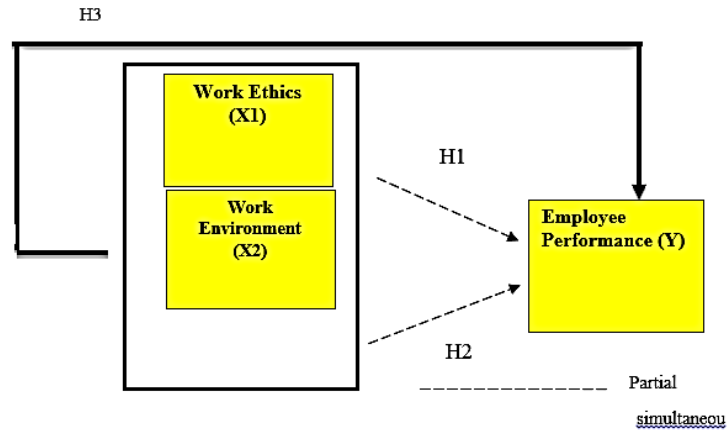 H3
Work Ethics
(X1)
H1
Work
Environment
(X2)
Employee
Performance (Y)
H2
Partial
simultaneou